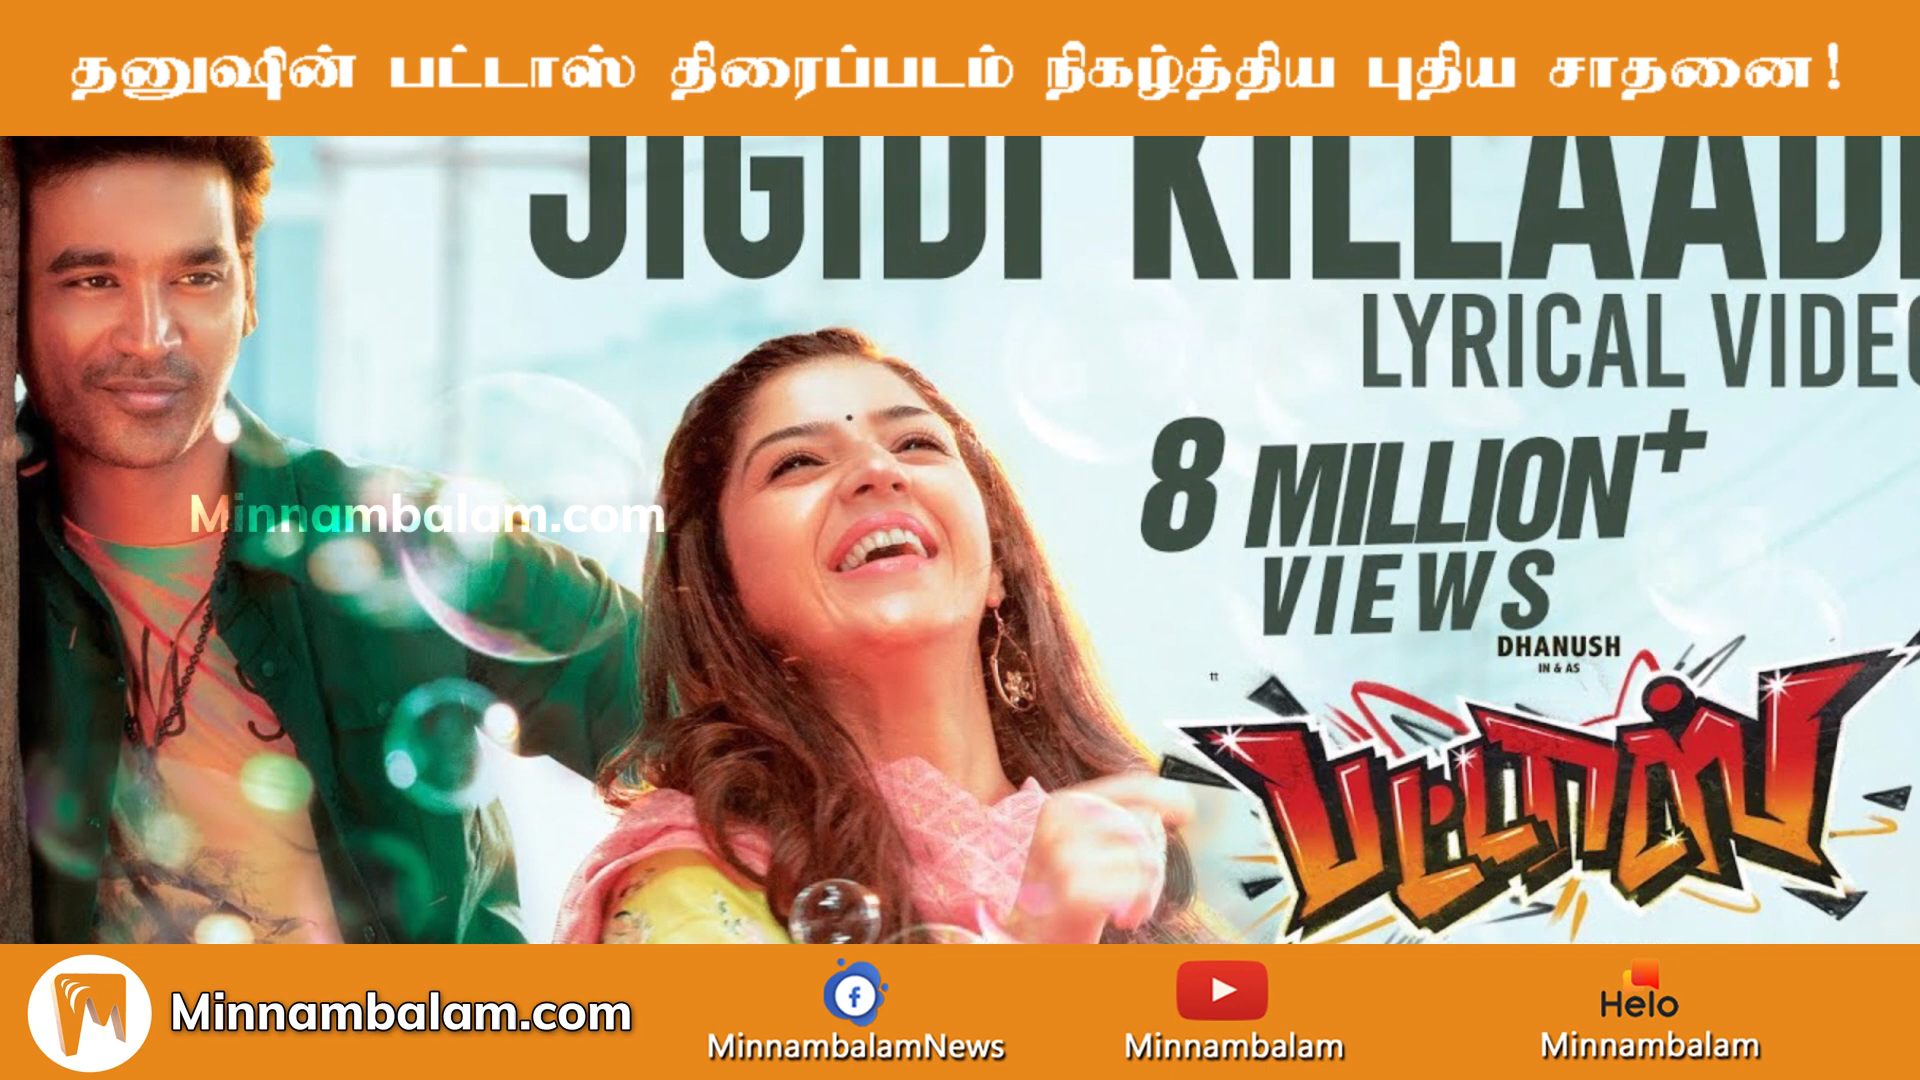 தனுஷின் பட்டாஸ் திரைப்படம் நிகழ்த்திய புதிய சாதனை!
JIGIDI KILLAADI
LYRICAL VIDEO
8 MILLION+
VIEWS
Minnambalam.com
DHANUSH
IN & AS
tt
பட்டாஸ்
Minnambalam.com
MinnambalamNews
Minnambalam
Helo
Minnambalam